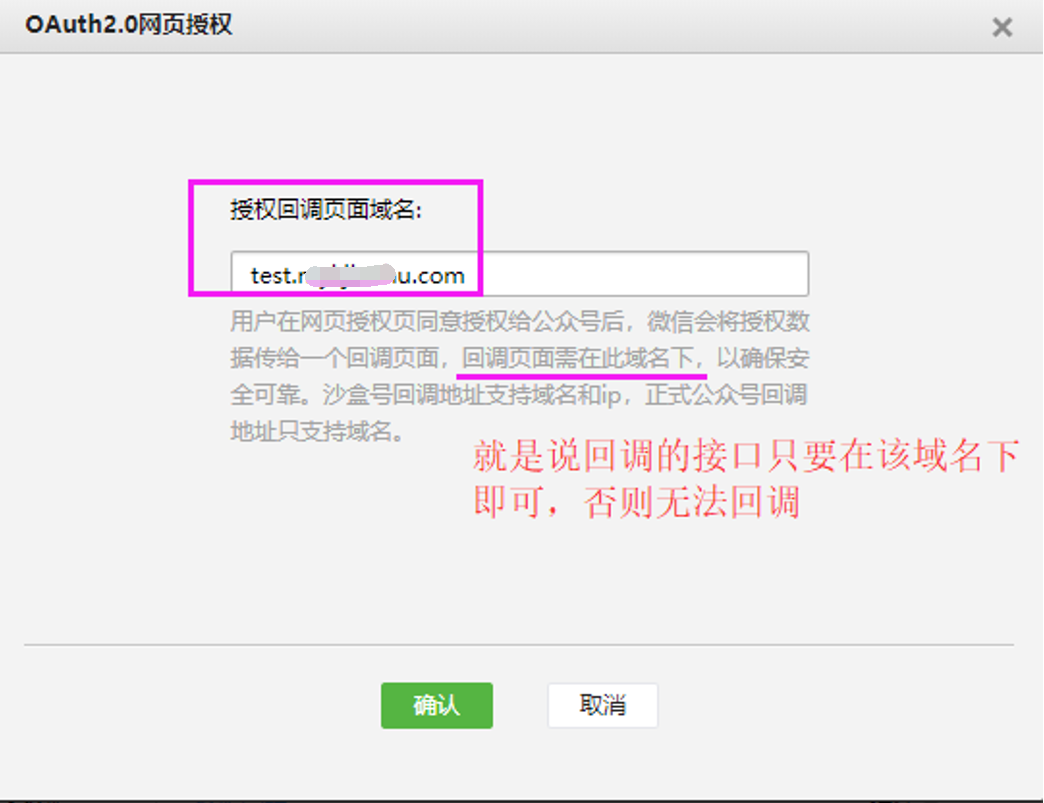 OAuth2.0网页授权
授权回调页面域名:
test. u.com
用户在网页授权页同意授权给公众号后，微信会将授权数
据传给一个回调页面，回调页面需在此域名下，以确保安
全可靠。沙盒号回调地址支持域名和ip，正式公众号回调
地址只支持域名。
就是说回调的接口只要在该域名下
即可，否则无法回调
确认
取消